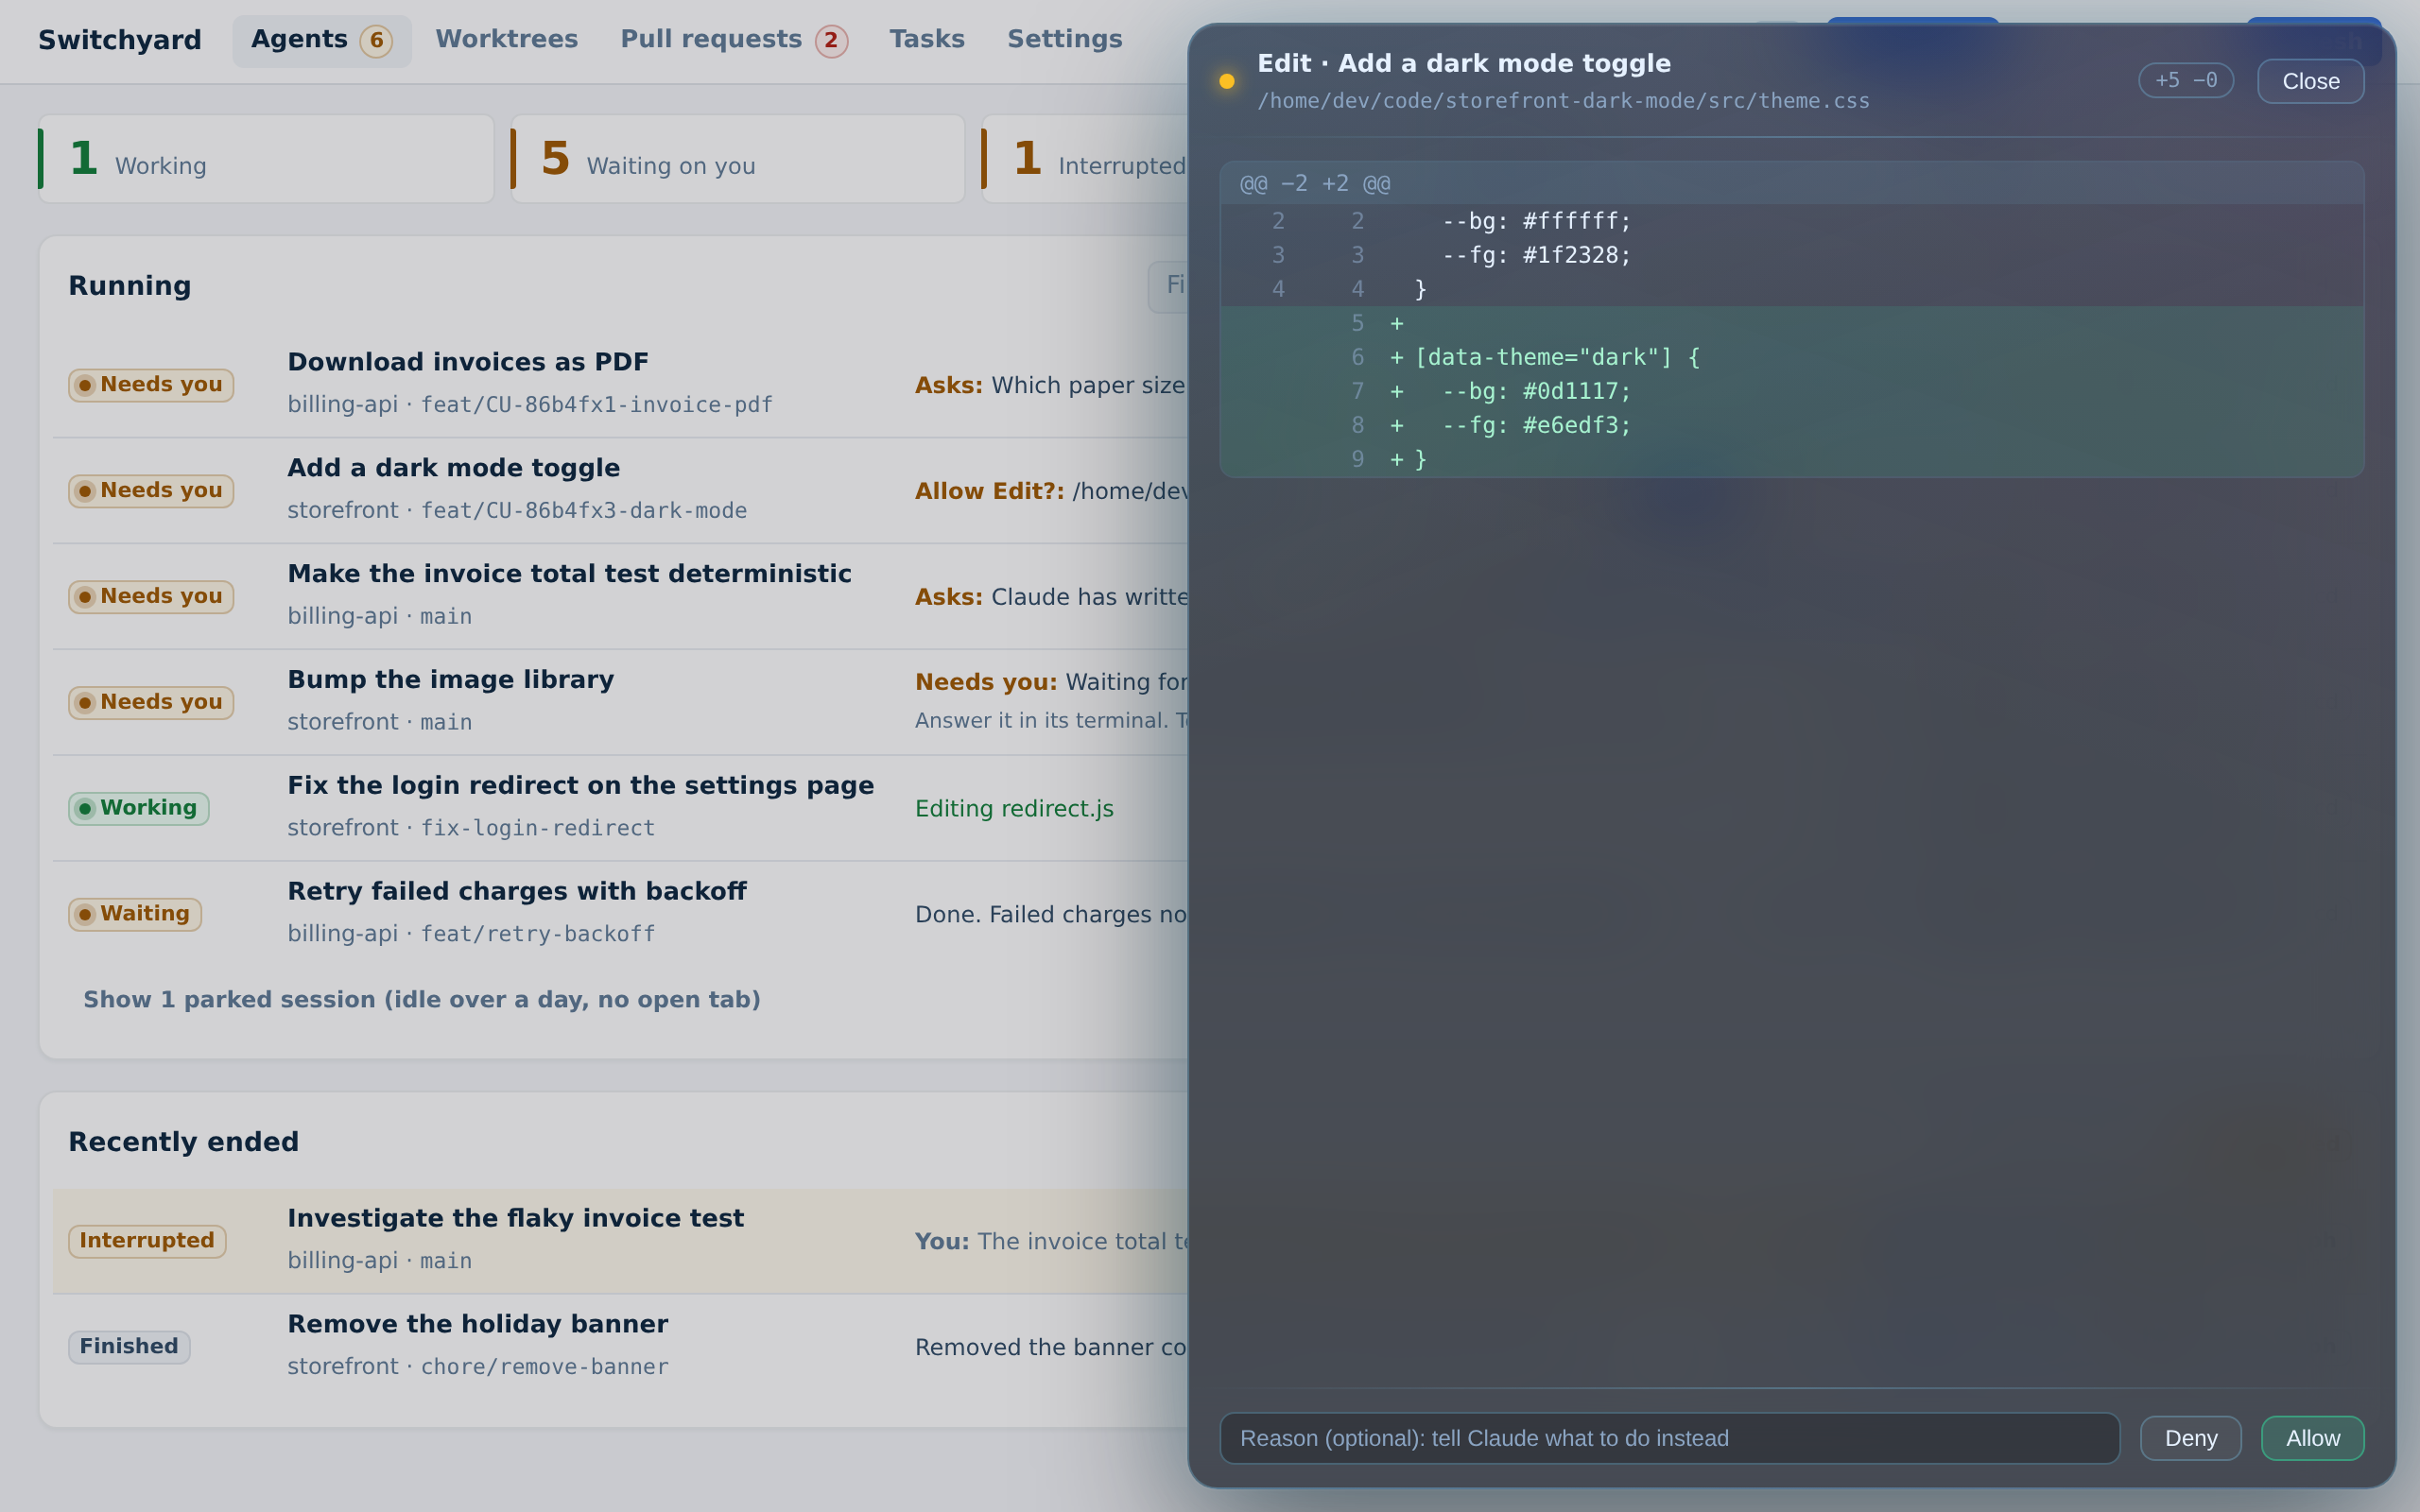 Switchyard Agents 6 Worktrees Pull requests 2 Tasks Settings
1 Working
5 Waiting on you
1 Interrupted
Running
Download invoices as PDF
Needs you
billing-api · feat/CU-86b4fx1-invoice-pdf
Asks: Which paper size
Add a dark mode toggle
Needs you
storefront · feat/CU-86b4fx3-dark-mode
Allow Edit?: /home/dev
Make the invoice total test deterministic
Needs you
billing-api · main
Asks: Claude has writte
Bump the image library
Needs you
storefront · main
Needs you: Waiting for
Answer it in its terminal.
Fix the login redirect on the settings page
Working
storefront · fix-login-redirect
Editing redirect.js
Retry failed charges with backoff
Waiting
billing-api · feat/retry-backoff
Done. Failed charges no
Show 1 parked session (idle over a day, no open tab)
Recently ended
Investigate the flaky invoice test
Interrupted
billing-api · main
You: The invoice total te
Remove the holiday banner
Finished
storefront · chore/remove-banner
Removed the banner co
Edit · Add a dark mode toggle
/home/dev/code/storefront-dark-mode/src/theme.css
+5 −0
Close
@@ −2 +2 @@
2 2 --bg: #ffffff;
3 3 --fg: #1f2328;
4 4 }
5 +
6 + [data-theme="dark"] {
7 + --bg: #0d1117;
8 + --fg: #e6edf3;
9 + }
Reason (optional): tell Claude what to do instead
Deny
Allow